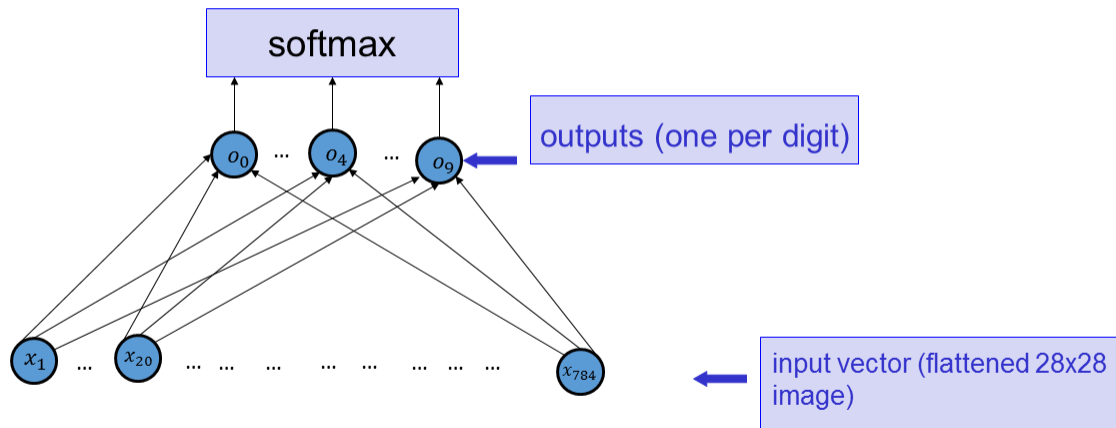 softmax
outputs (one per digit)
o₀ ... o₄ ... o₉
x₁ ... x₂₀ ... ... ... ... ... ... ... ... x₇₈₄
input vector (flattened 28x28
image)